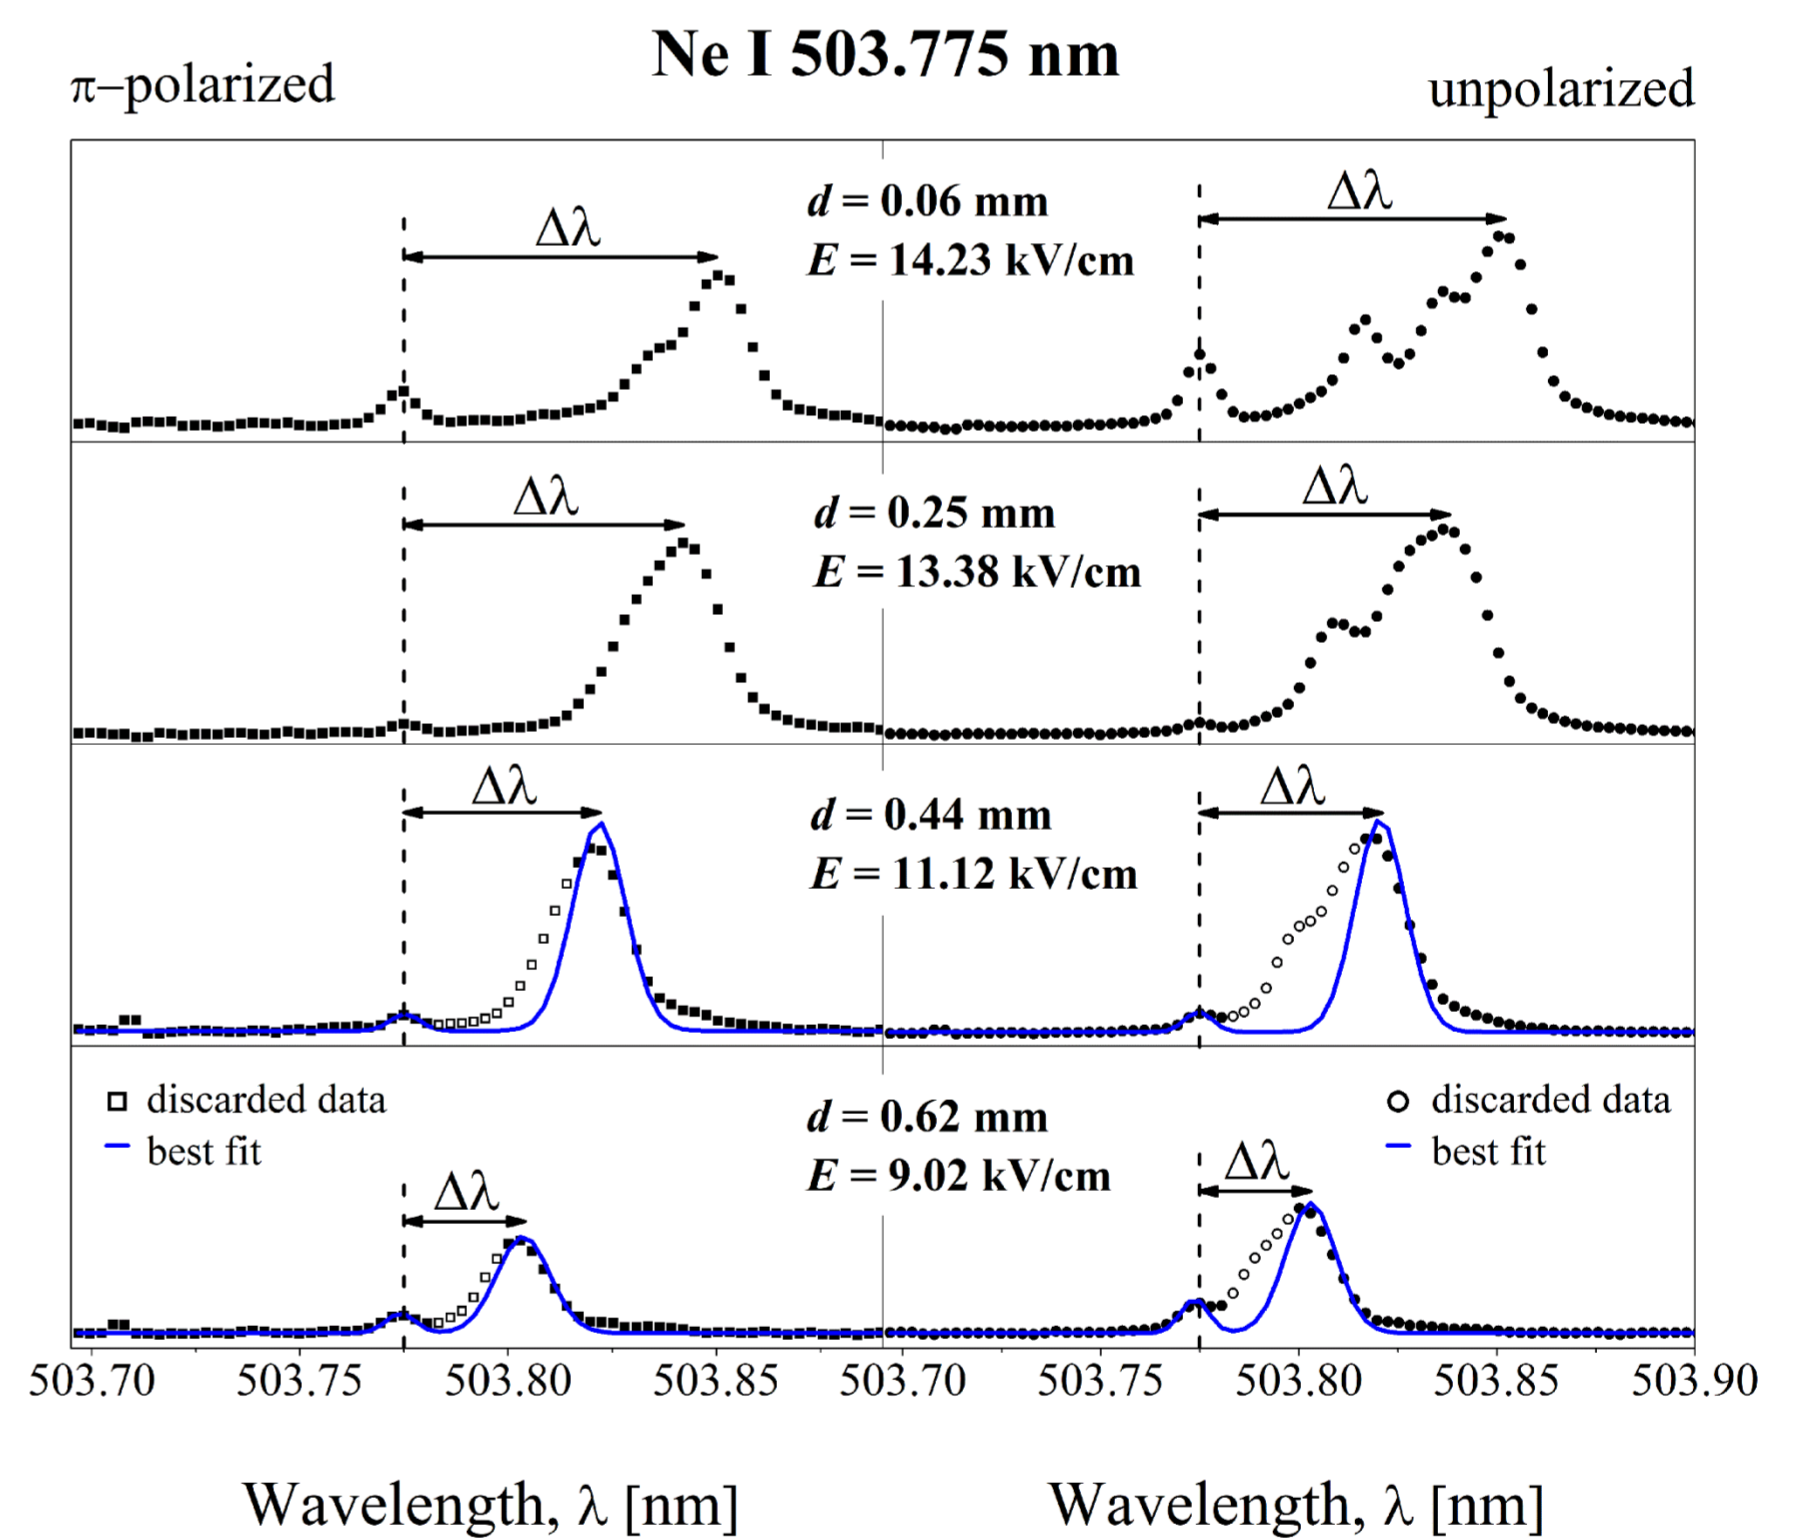 Ne I 503.775 nm
π–polarized
unpolarized
Δλ
d = 0.06 mm
E = 14.23 kV/cm
Δλ
Δλ
d = 0.25 mm
E = 13.38 kV/cm
Δλ
Δλ
d = 0.44 mm
E = 11.12 kV/cm
Δλ
discarded data
best fit
Δλ
d = 0.62 mm
E = 9.02 kV/cm
Δλ
discarded data
best fit
503.70 503.75 503.80 503.85 503.70 503.75 503.80 503.85 503.90
Wavelength, λ [nm] Wavelength, λ [nm]